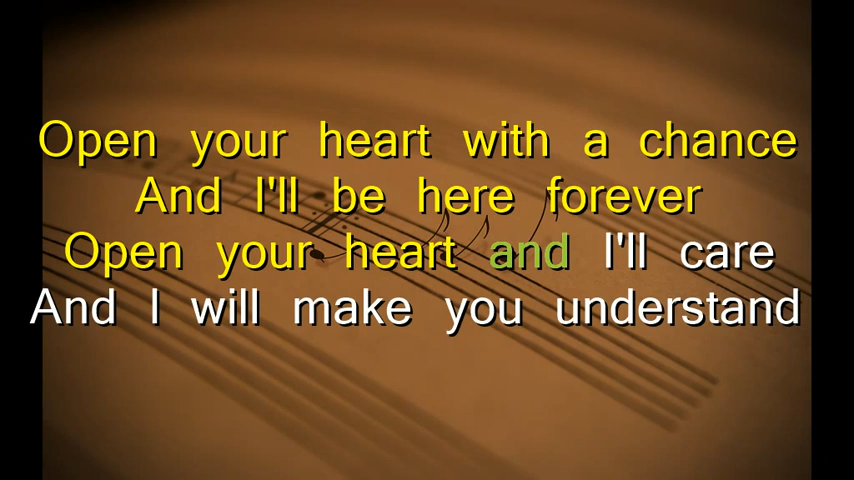 Open your heart with a chance
And I'll be here forever
Open your heart and I'll care
And I will make you understand